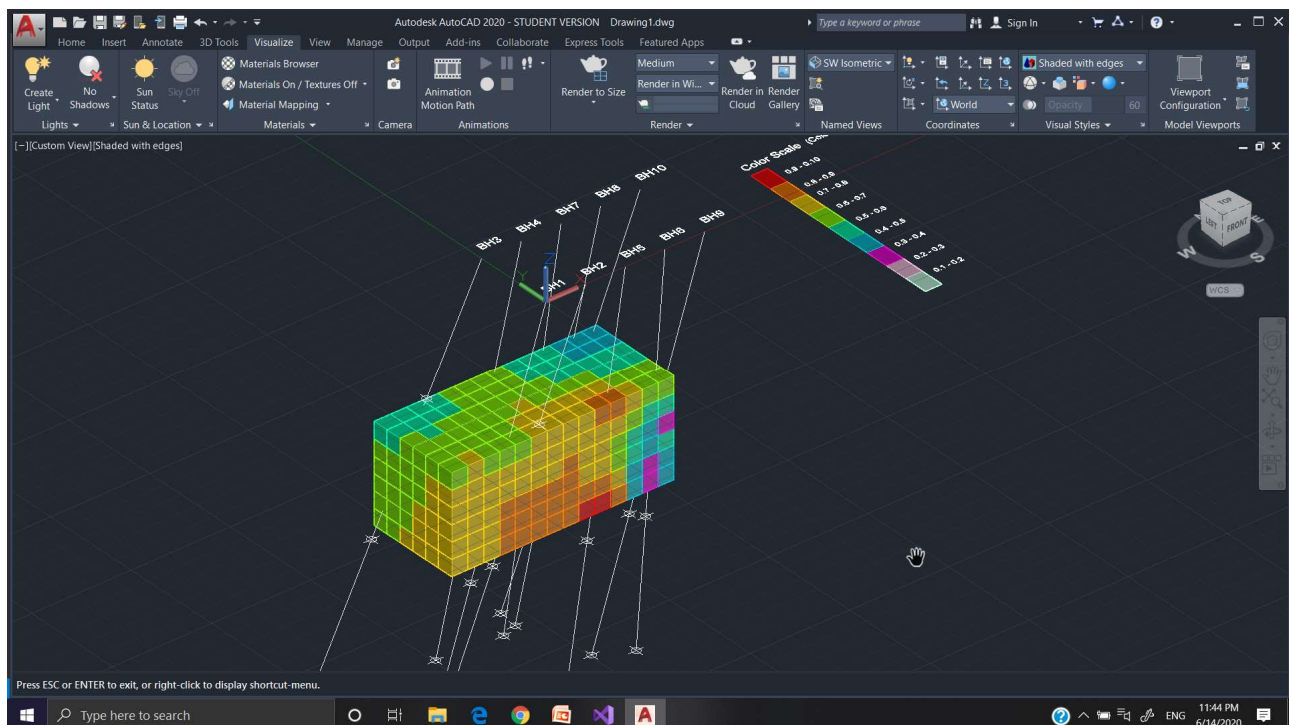 Autodesk AutoCAD 2020 - STUDENT VERSION Drawing1.dwg
Type a keyword or phrase
Sign In
Home Insert Annotate 3D Tools Visualize View Manage Output Add-ins Collaborate Express Tools Featured Apps
Create Light
No Shadows
Sun Status
Sky Off
Materials Browser
Materials On / Textures Off
Material Mapping
Animation Motion Path
Render to Size
Medium
Render in Wi...
Render in Cloud
Render Gallery
SW Isometric
World
Shaded with edges
Opacity 60
Viewport Configuration
Lights Sun & Location Materials Camera Animations Render Named Views Coordinates Visual Styles Model Viewports
[−][Custom View][Shaded with edges]
BH3
BH4
BH7
BH8
BH10
BH1
BH2
BH5
BH6
BH9
X
Y
Z
Color Scale
0.9 - 0.10
0.8 - 0.9
0.7 - 0.8
0.6 - 0.7
0.5 - 0.6
0.4 - 0.5
0.3 - 0.4
0.2 - 0.3
0.1 - 0.2
TOP
LEFT
FRONT
W
S
E
WCS
Press ESC or ENTER to exit, or right-click to display shortcut-menu.
Type here to search
A
ENG
11:44 PM
6/14/2020